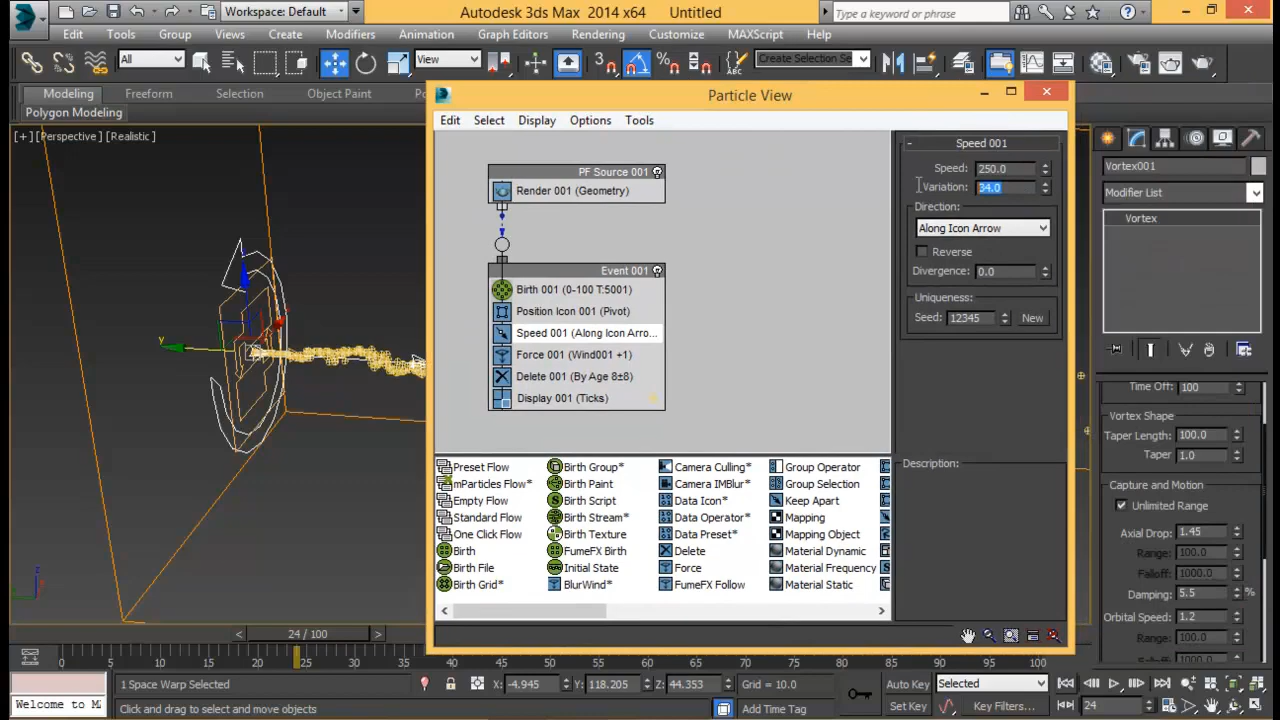 Workspace: Default
Autodesk 3ds Max 2014 x64 Untitled
Type a keyword or phrase
Edit Tools Group Views Create Modifiers Animation Graph Editors Rendering Customize MAXScript Help
All
View
Create Selection Se
Modeling Freeform Selection Object Paint
Polygon Modeling
[+] [Perspective] [Realistic]
y
z
Particle View
Edit Select Display Options Tools
PF Source 001
Render 001 (Geometry)
Event 001
Birth 001 (0-100 T:5001)
Position Icon 001 (Pivot)
Speed 001 (Along Icon Arro...
Force 001 (Wind001 +1)
Delete 001 (By Age 8±8)
Display 001 (Ticks)
- Speed 001
Speed: 250.0
Variation: 34.0
Direction:
Along Icon Arrow
Reverse
Divergence: 0.0
Uniqueness:
Seed: 12345 New
Description:
Preset Flow Birth Group* Camera Culling* Group Operator
mParticles Flow* Birth Paint Camera IMBlur* Group Selection
Empty Flow Birth Script Data Icon* Keep Apart
Standard Flow Birth Stream* Data Operator* Mapping
One Click Flow Birth Texture Data Preset* Mapping Object
Birth FumeFX Birth Delete Material Dynamic
Birth File Initial State Force Material Frequency
Birth Grid* BlurWind* FumeFX Follow Material Static
Vortex001
Modifier List
Vortex
Time Off: 100
Vortex Shape
Taper Length: 100.0
Taper 1.0
Capture and Motion
Unlimited Range
Axial Drop: 1.45
Range: 100.0
Falloff: 1000.0
Damping: 5.5 %
Orbital Speed: 1.2
Range: 100.0
< 24 / 100 >
0 5 10 15 20 25 30 35 40 45 50 55 60 65 70 75 80 85 90 95 100
1 Space Warp Selected
X: -4.945 Y: 118.205 Z: 44.353 Grid = 10.0
Auto Key Selected
Welcome to M
Click and drag to select and move objects
Add Time Tag
Set Key Key Filters...
24